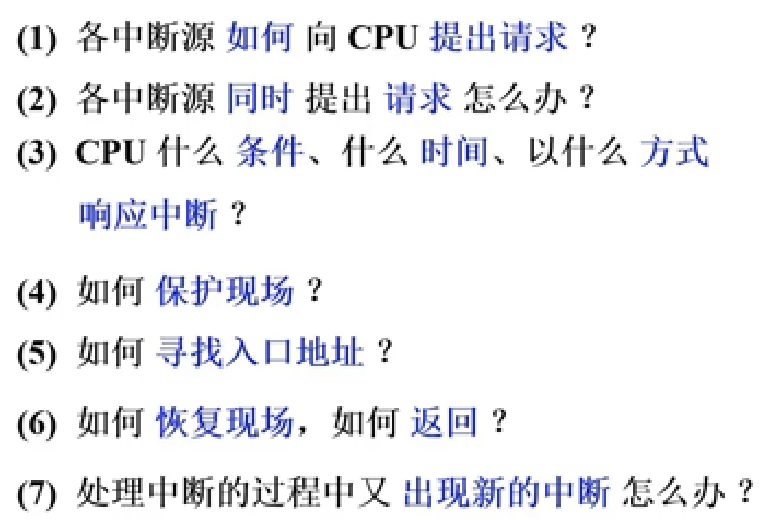 (1) 各中断源 如何 向 CPU 提出请求 ?
(2) 各中断源 同时 提出 请求 怎么办 ?
(3) CPU 什么 条件、什么 时间、以什么 方式
响应中断 ?
(4) 如何 保护现场 ?
(5) 如何 寻找入口地址 ?
(6) 如何 恢复现场，如何 返回 ?
(7) 处理中断的过程中又 出现新的中断 怎么办 ?